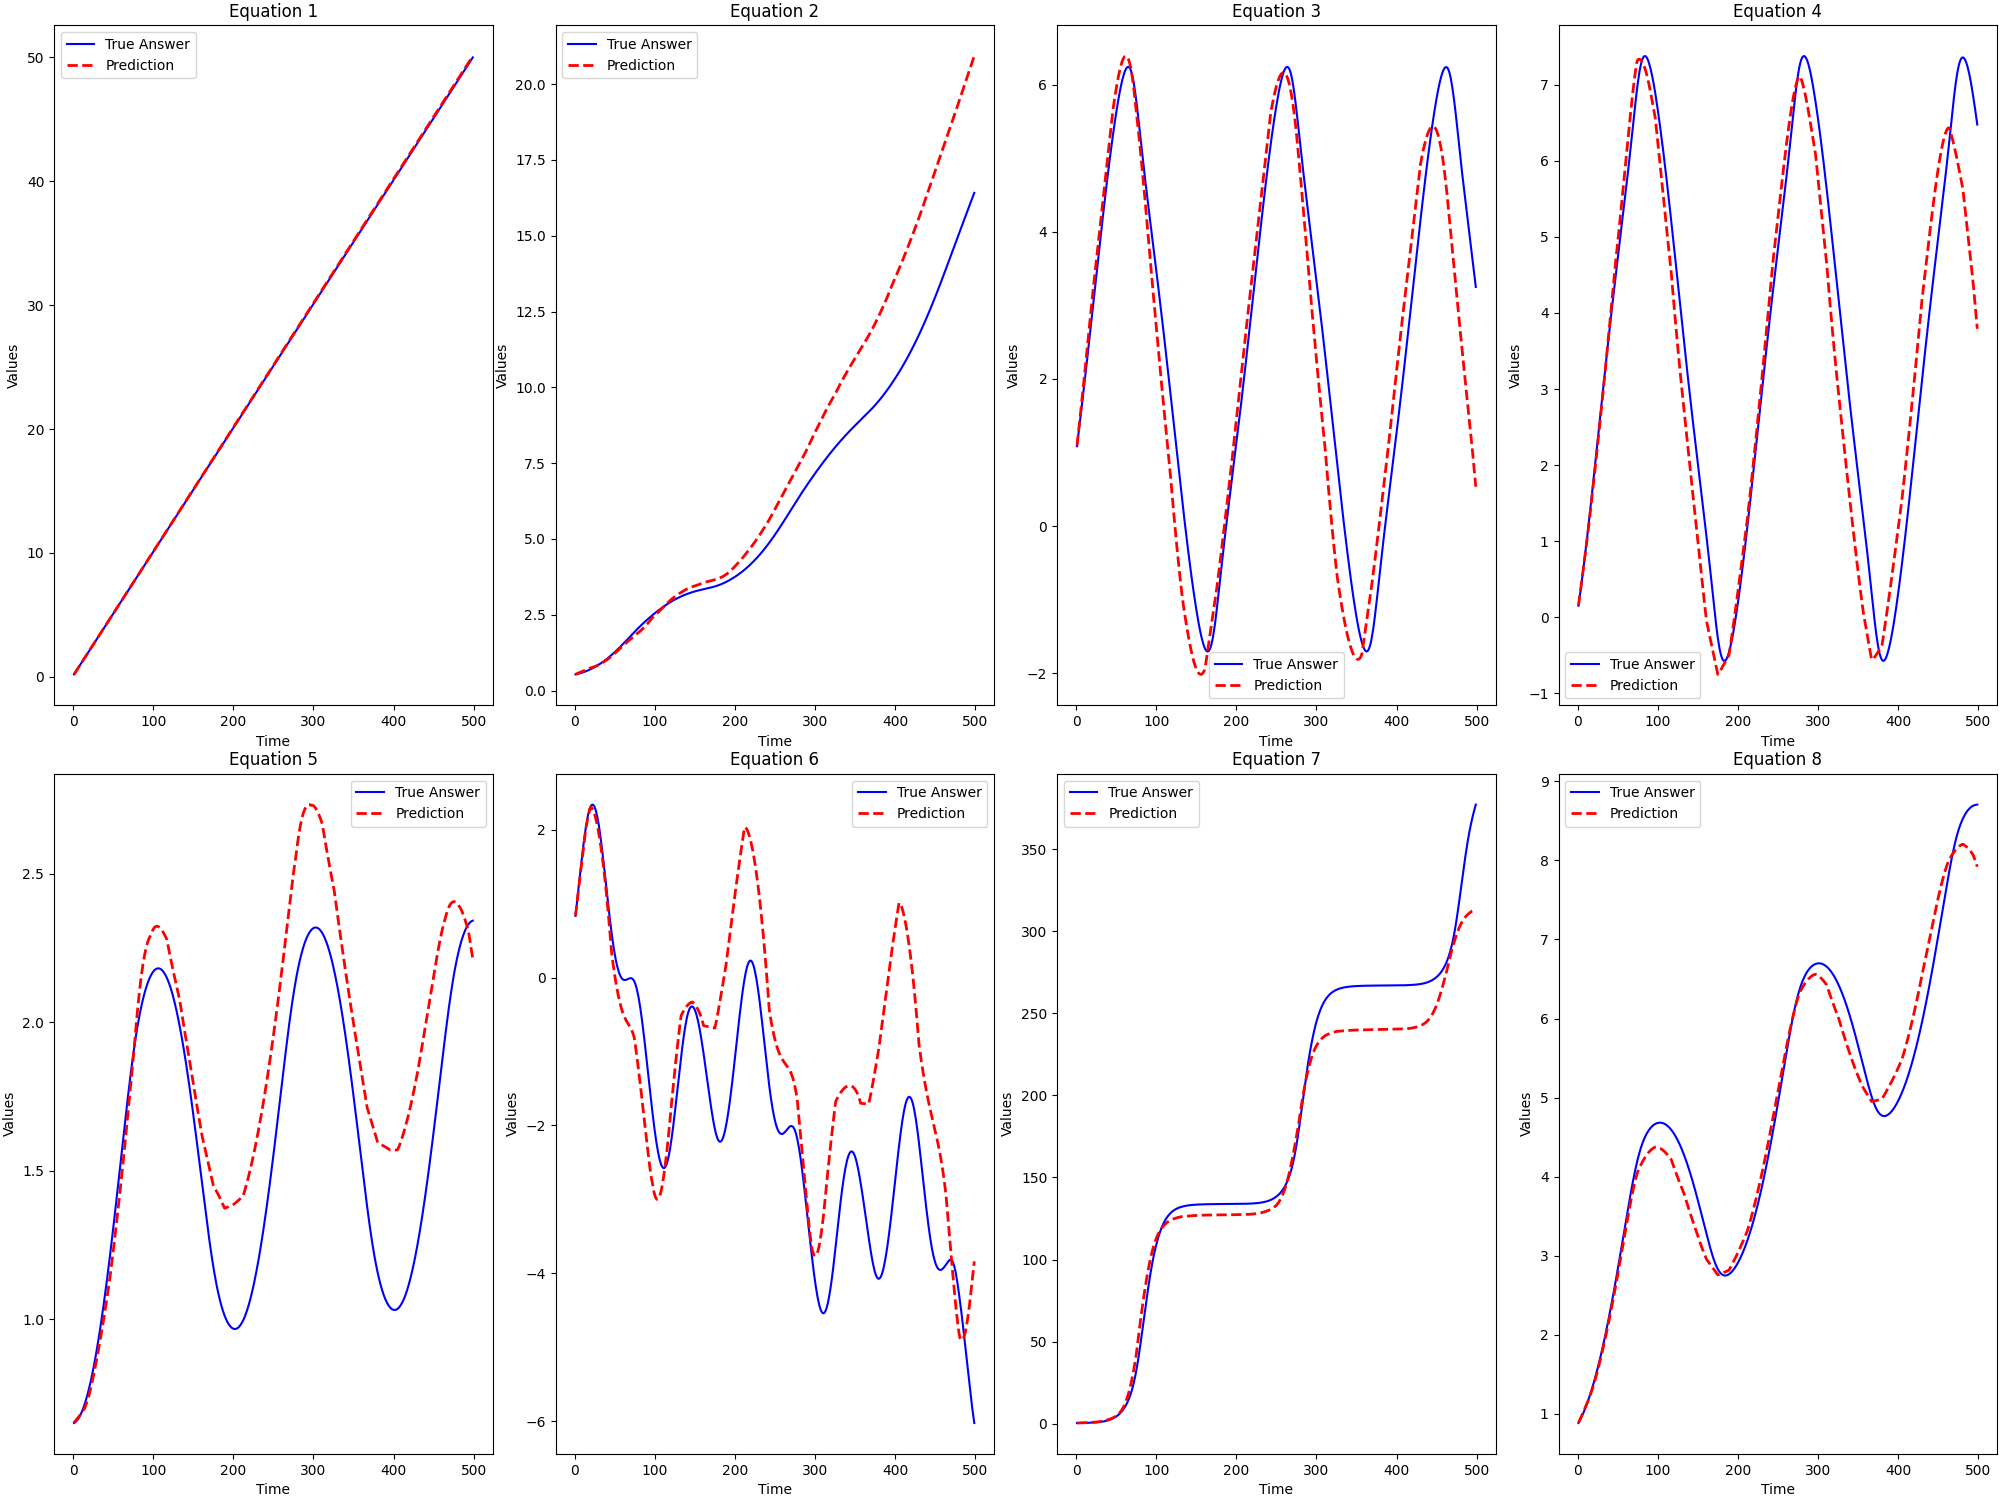 Equation 1
True Answer
Prediction
50
40
30
20
10
0
Values
0 100 200 300 400 500
Time
Equation 2
True Answer
Prediction
20.0
17.5
15.0
12.5
10.0
7.5
5.0
2.5
0.0
Values
0 100 200 300 400 500
Time
Equation 3
6
4
2
0
−2
Values
True Answer
Prediction
0 100 200 300 400 500
Time
Equation 4
7
6
5
4
3
2
1
0
−1
Values
True Answer
Prediction
0 100 200 300 400 500
Time
Equation 5
True Answer
Prediction
2.5
2.0
1.5
1.0
Values
0 100 200 300 400 500
Time
Equation 6
True Answer
Prediction
2
0
−2
−4
−6
Values
0 100 200 300 400 500
Time
Equation 7
True Answer
Prediction
350
300
250
200
150
100
50
0
Values
0 100 200 300 400 500
Time
Equation 8
True Answer
Prediction
9
8
7
6
5
4
3
2
1
Values
0 100 200 300 400 500
Time